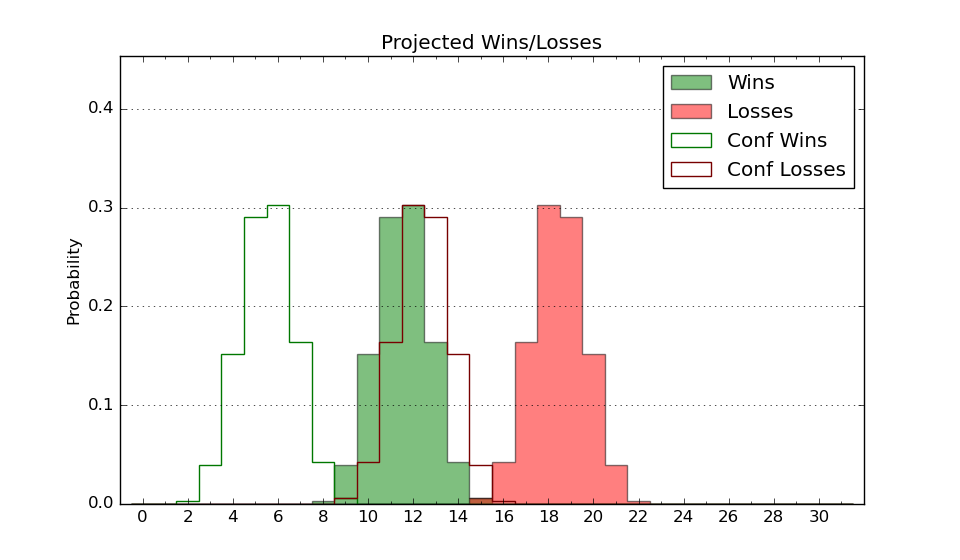 Projected Wins/Losses
Wins
Losses
Conf Wins
Conf Losses
Probability
0.4
0.3
0.2
0.1
0.0
0 2 4 6 8 10 12 14 16 18 20 22 24 26 28 30